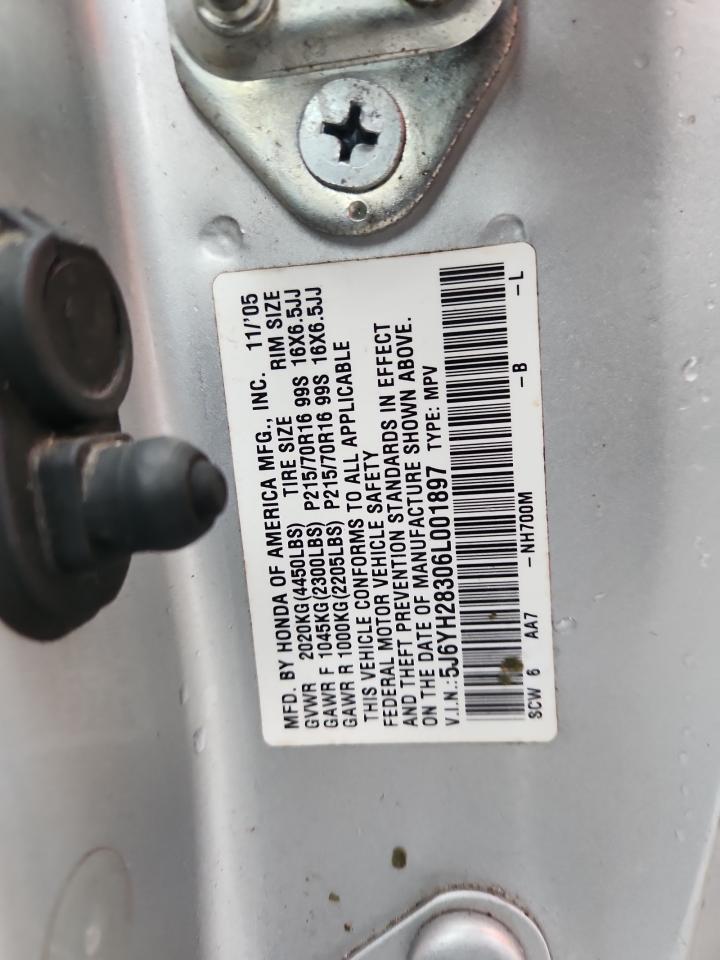 MFD. BY HONDA OF AMERICA MFG., INC. 11/'05
GVWR 2020KG(4450LBS) TIRE SIZE RIM SIZE
GAWR F 1045KG(2300LBS) P215/70R16 99S 16X6.5JJ
GAWR R 1000KG(2205LBS) P215/70R16 99S 16X6.5JJ
THIS VEHICLE CONFORMS TO ALL APPLICABLE
FEDERAL MOTOR VEHICLE SAFETY
AND THEFT PREVENTION STANDARDS IN EFFECT
ON THE DATE OF MANUFACTURE SHOWN ABOVE.
V.I.N.:5J6YH28306L001897 TYPE: MPV
SCW 6 AA7 -NH700M -B -L